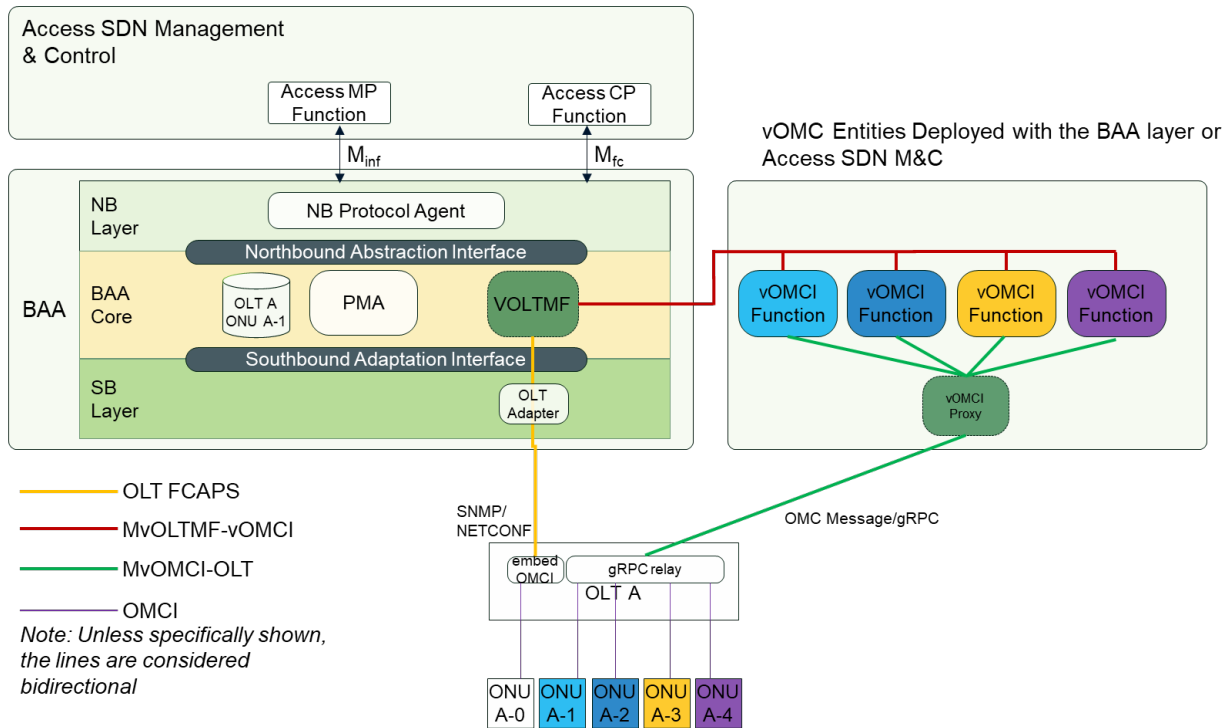 Access SDN Management
& Control
Access MP
Function
Access CP
Function
Minf
Mfc
vOMC Entities Deployed with the BAA layer or
Access SDN M&C
BAA
NB
Layer
NB Protocol Agent
Northbound Abstraction Interface
BAA
Core
OLT A
ONU A-1
PMA
VOLTMF
Southbound Adaptation Interface
SB
Layer
OLT
Adapter
vOMCI
Function
vOMCI
Function
vOMCI
Function
vOMCI
Function
vOMCI
Proxy
OLT FCAPS
MvOLTMF-vOMCI
MvOMCI-OLT
OMCI
Note: Unless specifically shown,
the lines are considered
bidirectional
SNMP/
NETCONF
OMC Message/gRPC
embed
OMCI
gRPC relay
OLT A
ONU
A-0
ONU
A-1
ONU
A-2
ONU
A-3
ONU
A-4